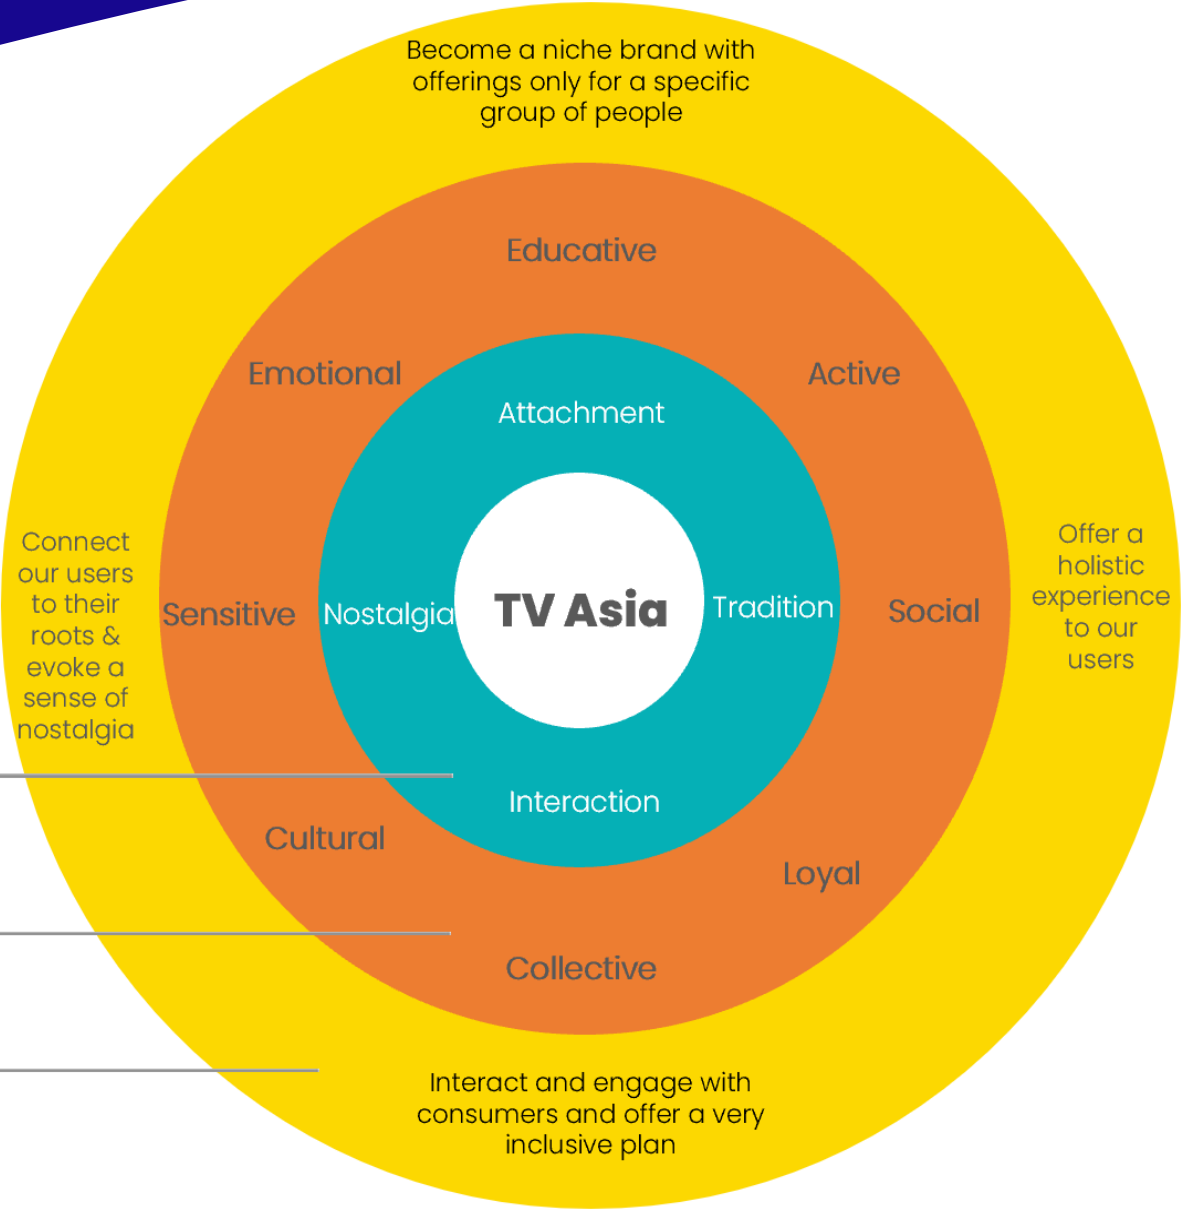 Become a niche brand with
offerings only for a specific
group of people
Educative
Emotional
Active
Attachment
Connect
our users
to their
roots &
evoke a
sense of
nostalgia
Sensitive
Nostalgia
TV Asia
Tradition
Social
Offer a
holistic
experience
to our
users
Interaction
Cultural
Loyal
Collective
Interact and engage with
consumers and offer a very
inclusive plan